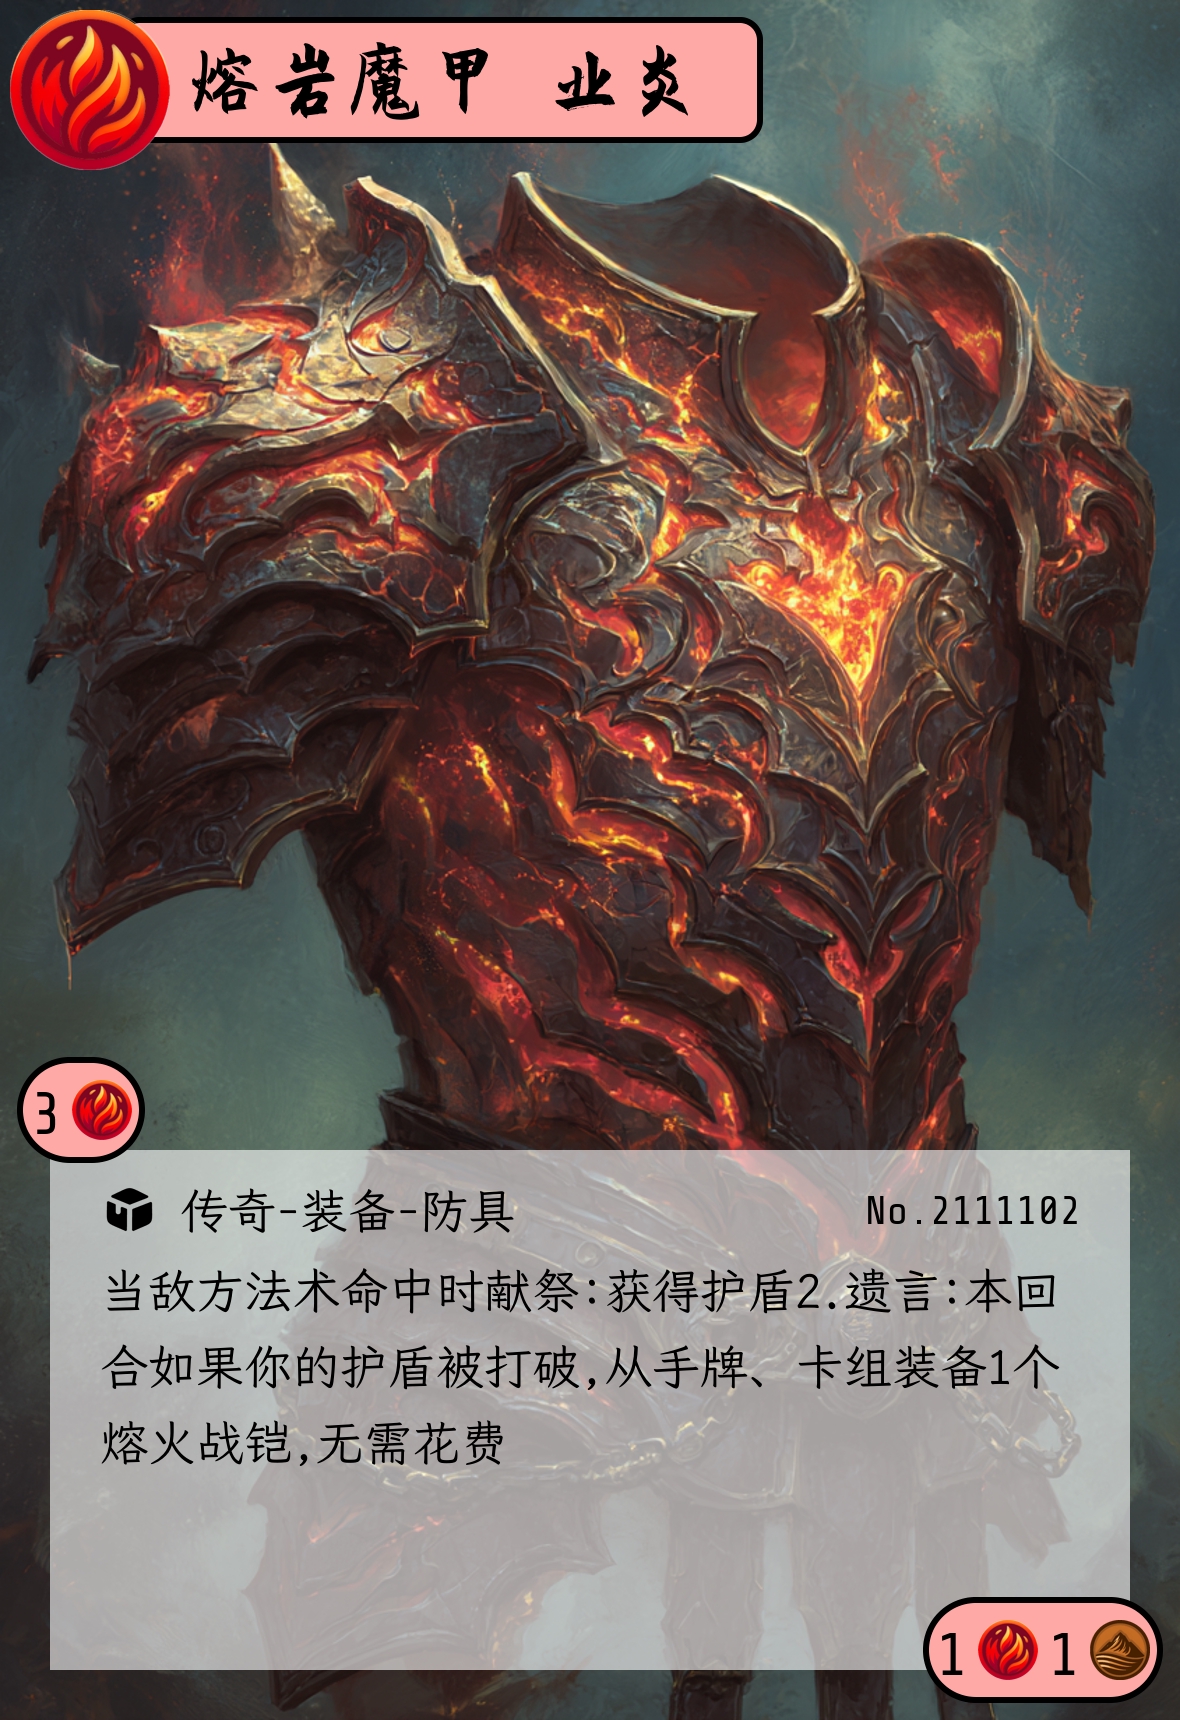 熔岩魔甲 业炎
3
传奇-装备-防具 No.2111102
当敌方法术命中时献祭:获得护盾2.遗言:本回
合如果你的护盾被打破,从手牌、卡组装备1个
熔火战铠,无需花费
1 1